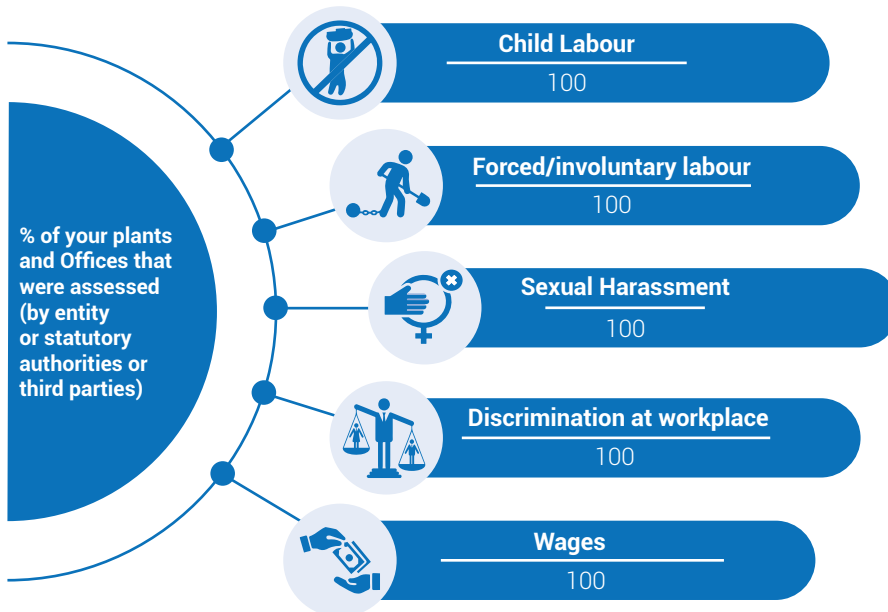 % of your plants
and Offices that
were assessed
(by entity
or statutory
authorities or
third parties)
Child Labour
100
Forced/involuntary labour
100
Sexual Harassment
100
Discrimination at workplace
100
Wages
100